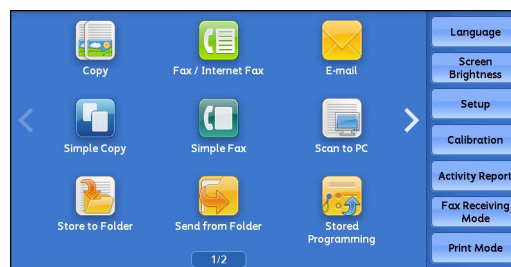 Copy
Fax / Internet Fax
E-mail
Simple Copy
Simple Fax
Scan to PC
Store to Folder
Send from Folder
Stored
Programming
1/2
Language
Screen
Brightness
Setup
Calibration
Activity Report
Fax Receiving
Mode
Print Mode